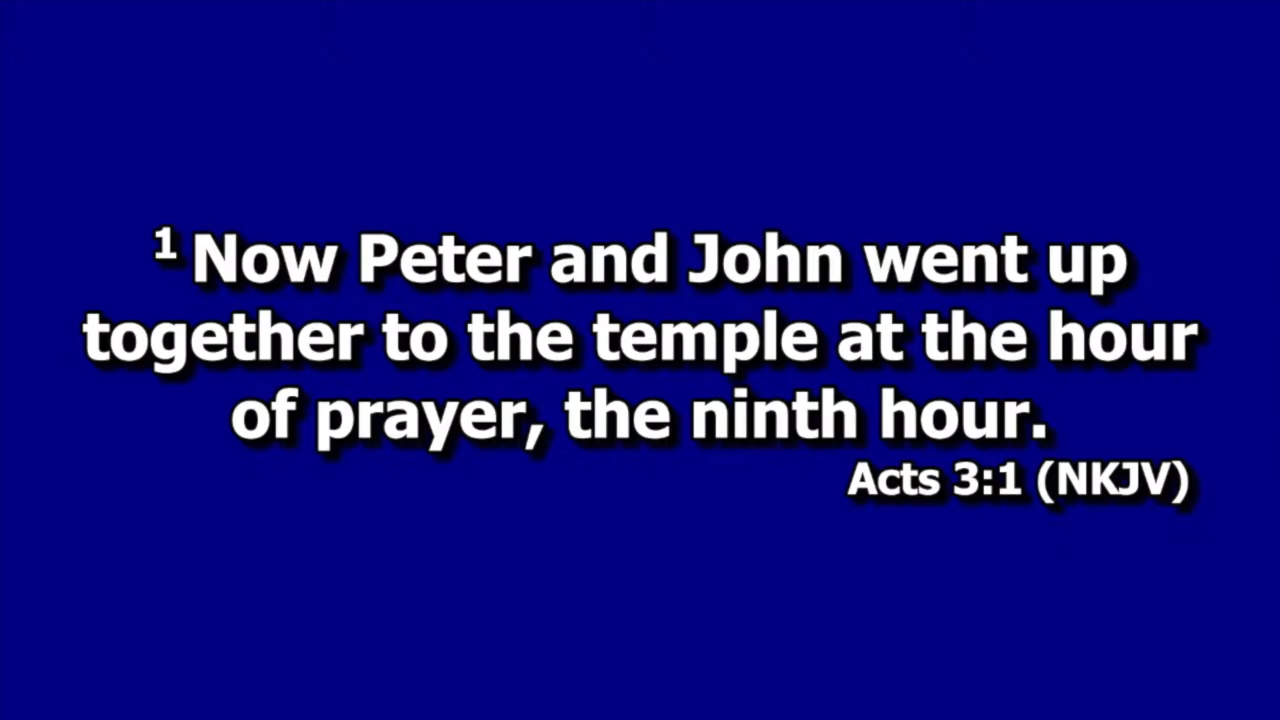 1 Now Peter and John went up
together to the temple at the hour
of prayer, the ninth hour.
Acts 3:1 (NKJV)